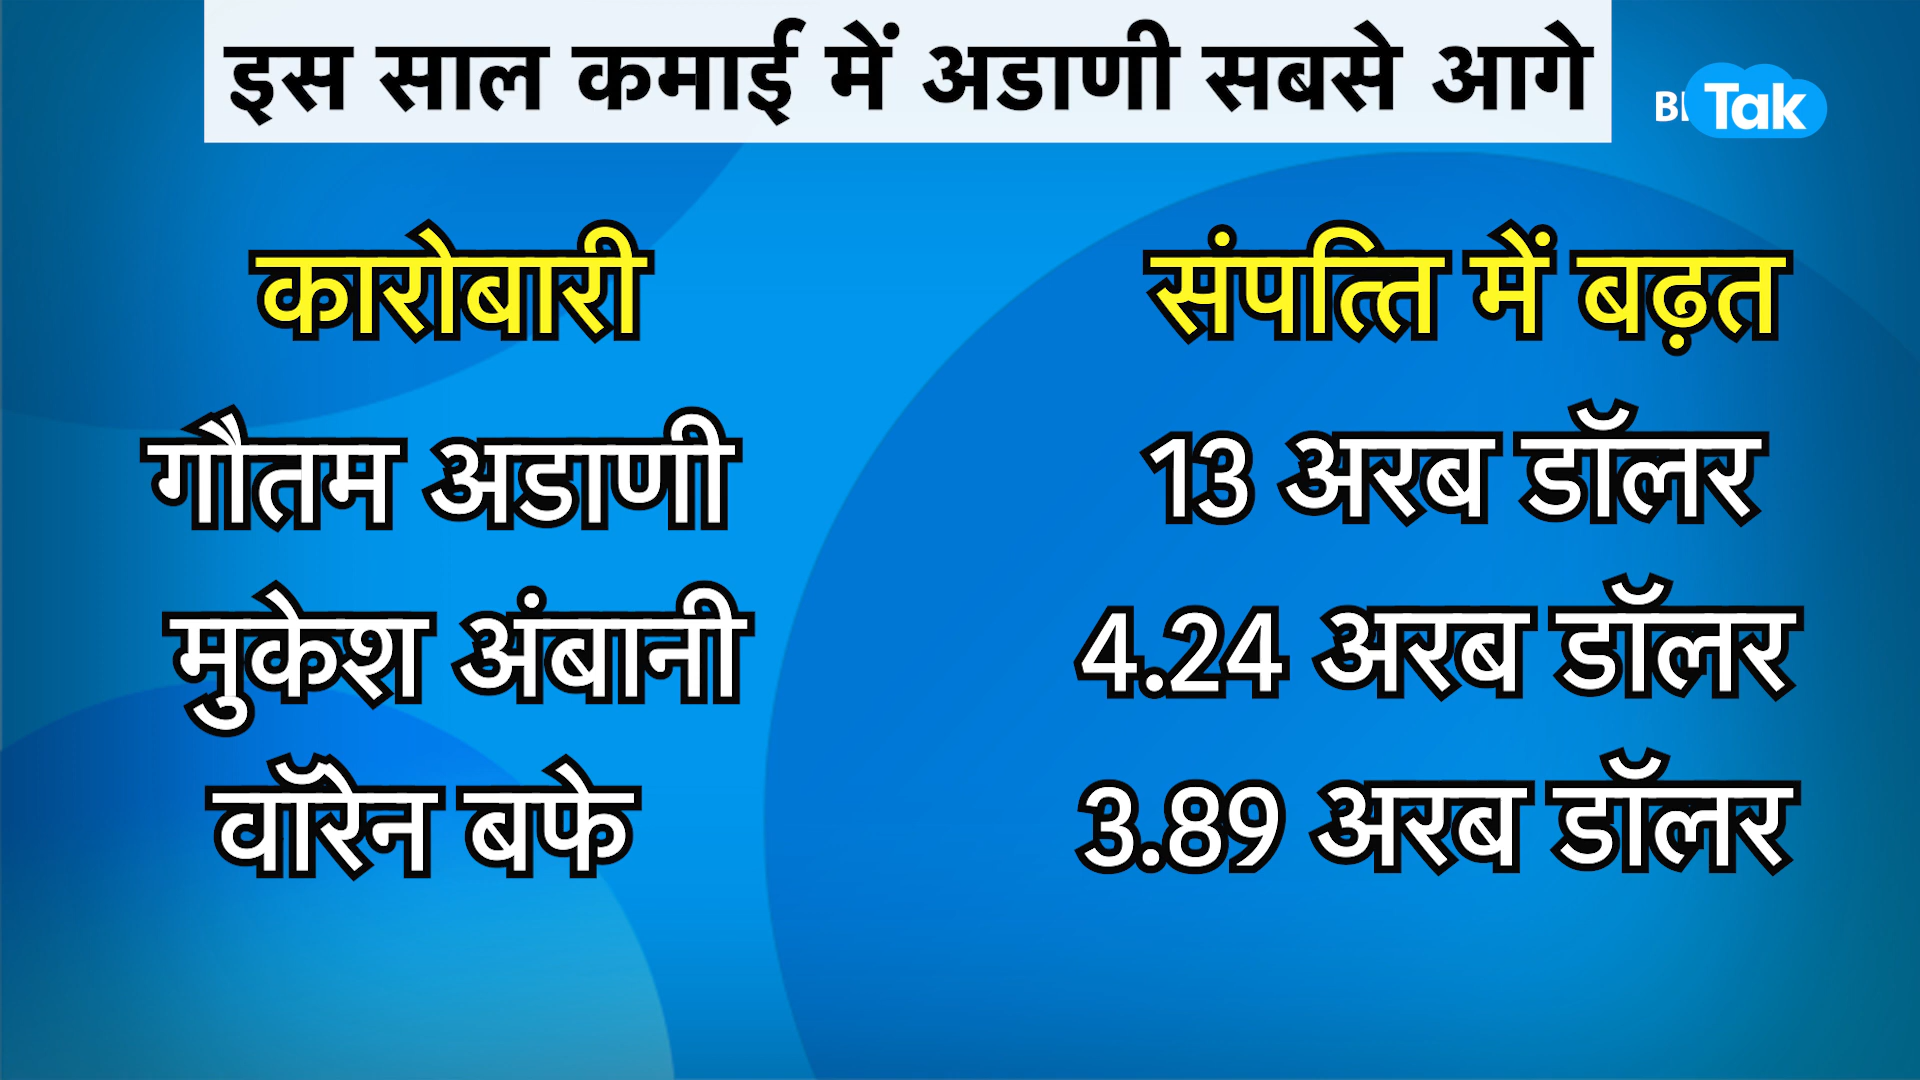 इस साल कमाई में अडाणी सबसे आगे
Tak
कारोबारी संपत्ति में बढ़त
गौतम अडाणी 13 अरब डॉलर
मुकेश अंबानी 4.24 अरब डॉलर
वॉरेन बफे 3.89 अरब डॉलर